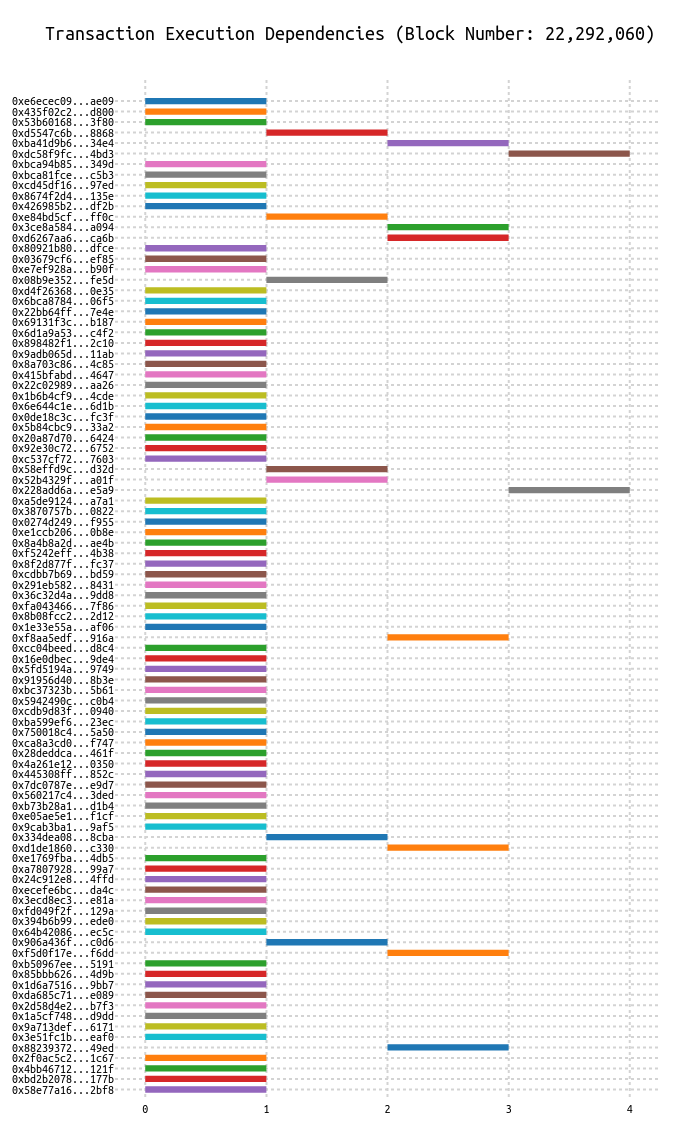 Transaction Execution Dependencies (Block Number: 22,292,060)
0xe6ecec09...ae09
0x435f02c2...d800
0x53b60168...3f80
0xd5547c6b...8868
0xba41d9b6...34e4
0xdc58f9fc...4bd3
0xbca94b85...349d
0xbca81fce...c5b3
0xcd45df16...97ed
0x8674f2d4...135e
0x426985b2...df2b
0xe84bd5cf...ff0c
0x3ce8a584...a094
0xd6267aa6...ca6b
0x80921b80...dfce
0x03679cf6...ef85
0xe7ef928a...b90f
0x08b9e352...fe5d
0xd4f26368...0e35
0x6bca8784...06f5
0x22bb64ff...7e4e
0x69131f3c...b187
0x6d1a9a53...c4f2
0x898482f1...2c10
0x9adb065d...11ab
0x8a703c86...4c85
0x415bfabd...4647
0x22c02989...aa26
0x1b6b4cf9...4cde
0x6e644c1e...6d1b
0x0de18c3c...fc3f
0x5b84cbc9...33a2
0x20a87d70...6424
0x92e30c72...6752
0xc537cf72...7603
0x58effd9c...d32d
0x52b4329f...a01f
0x228add6a...e5a9
0xa5de9124...a7a1
0x3870757b...0822
0x0274d249...f955
0xe1ccb206...0b8e
0x8a4b8a2d...ae4b
0xf5242eff...4b38
0x8f2d877f...fc37
0xcdbb7b69...bd59
0x291eb582...8431
0x36c32d4a...9dd8
0xfa043466...7f86
0x8b08fcc2...2d12
0x1e33e55a...af06
0xf8aa5edf...916a
0xcc04beed...d8c4
0x16e0dbec...9de4
0x5fd5194a...9749
0x91956d40...8b3e
0xbc37323b...5b61
0x5942490c...c0b4
0xcdb9d83f...0940
0xba599ef6...23ec
0x750018c4...5a50
0xca8a3cd0...f747
0x28deddca...461f
0x4a261e12...0350
0x445308ff...852c
0x7dc0787e...e9d7
0x560217c4...3ded
0xb73b28a1...d1b4
0xe05ae5e1...f1cf
0x9cab3ba1...9af5
0x334dea08...8cba
0xd1de1860...c330
0xe1769fba...4db5
0xa7807928...99a7
0x24c912e8...4ffd
0xecefe6bc...da4c
0x3ecd8ec3...e81a
0xfd049f2f...129a
0x394b6b99...ede0
0x64b42086...ec5c
0x906a436f...c0d6
0xf5d0f17e...f6dd
0xb50967ee...5191
0x85bbb626...4d9b
0x1d6a7516...9bb7
0xda685c71...e089
0x2d58d4e2...b7f3
0x1a5cf748...d9dd
0x9a713def...6171
0x3e51fc1b...eaf0
0x88239372...49ed
0x2f0ac5c2...1c67
0x4bb46712...121f
0xbd2b2078...177b
0x58e77a16...2bf8
0 1 2 3 4